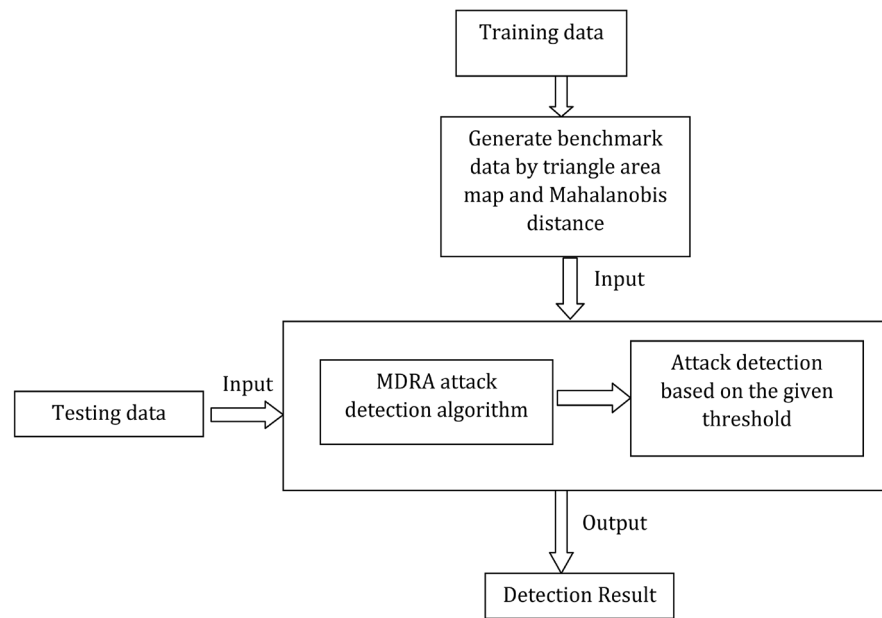 Training data
Generate benchmark
data by triangle area
map and Mahalanobis
distance
Input
Input
MDRA attack
detection algorithm
Attack detection
based on the given
threshold
Testing data
Output
Detection Result